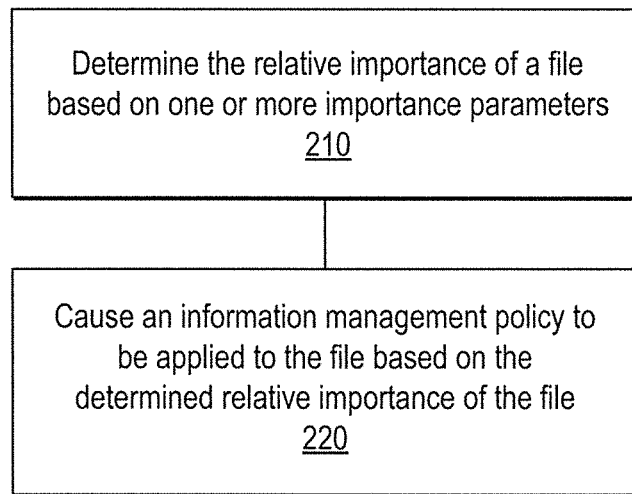 Determine the relative importance of a file
based on one or more importance parameters
210
Cause an information management policy to
be applied to the file based on the
determined relative importance of the file
220